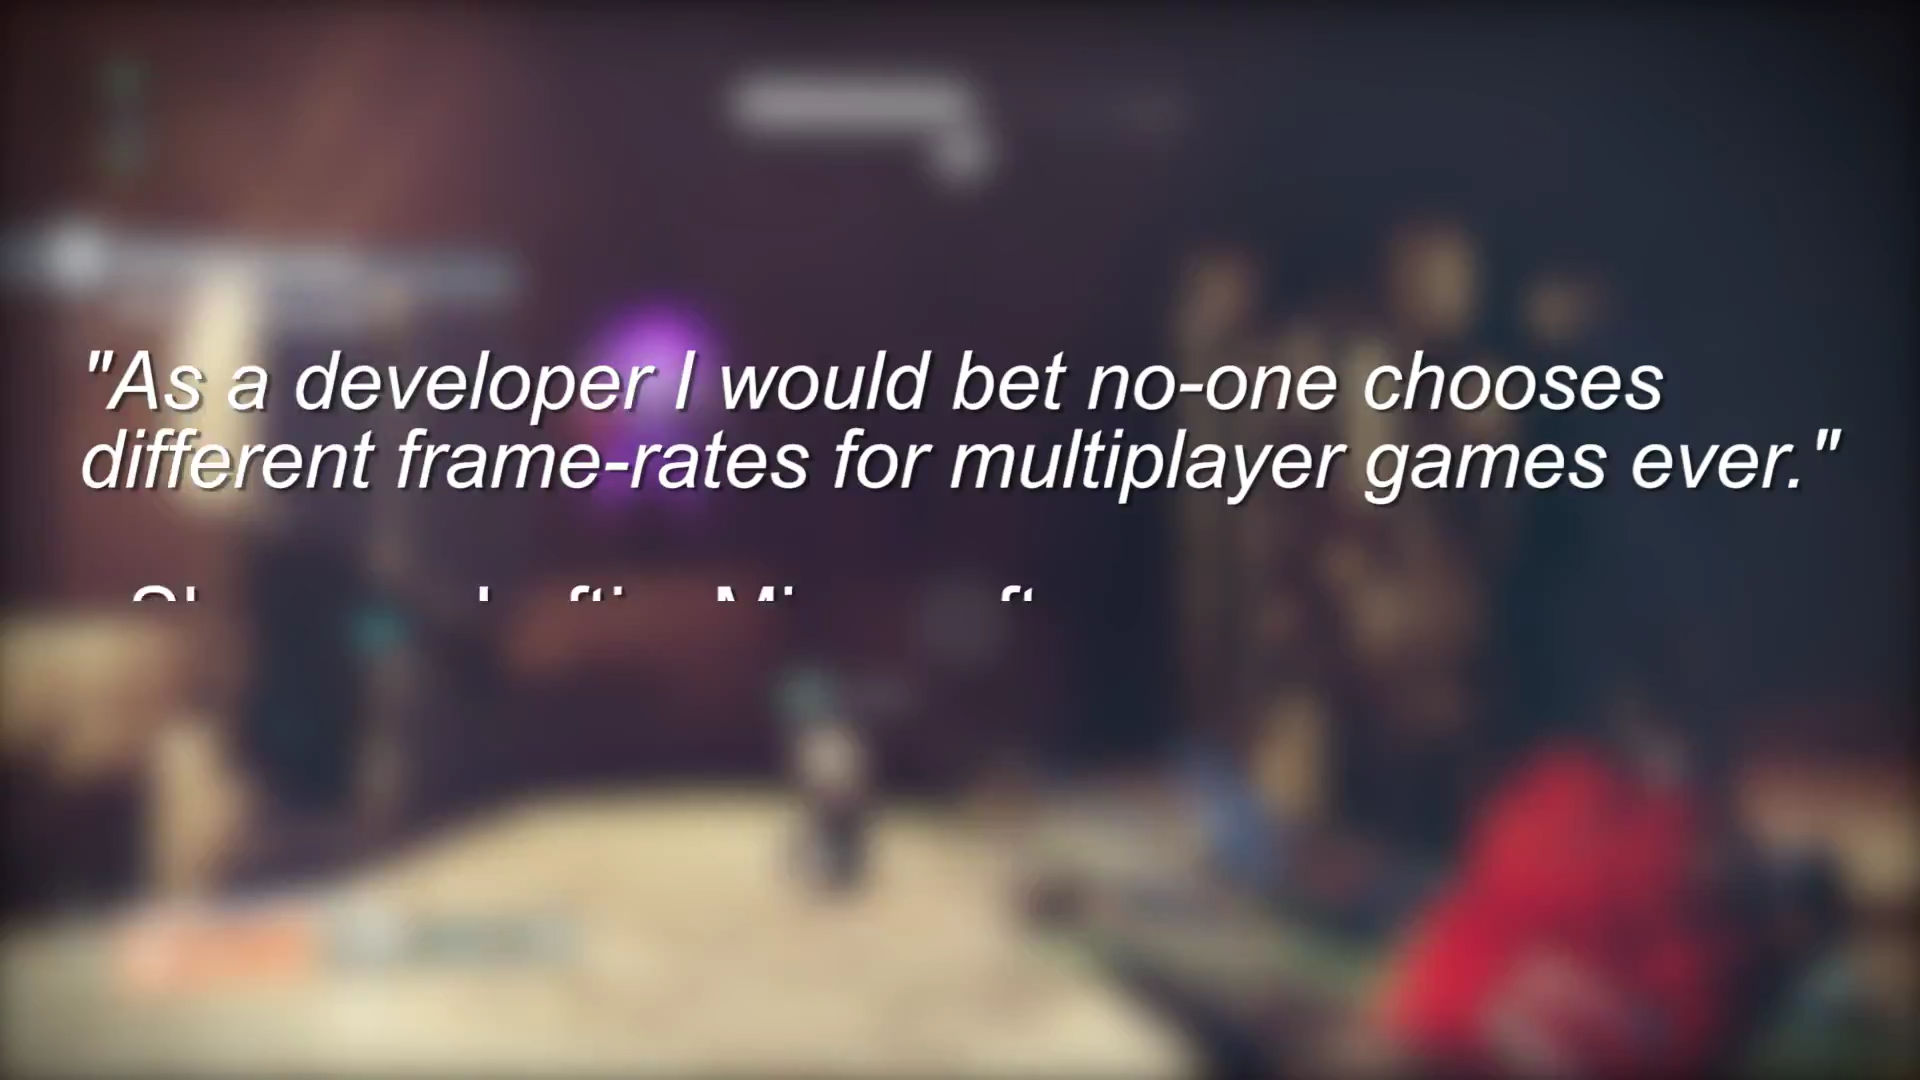 "As a developer I would bet no-one chooses
different frame-rates for multiplayer games ever."